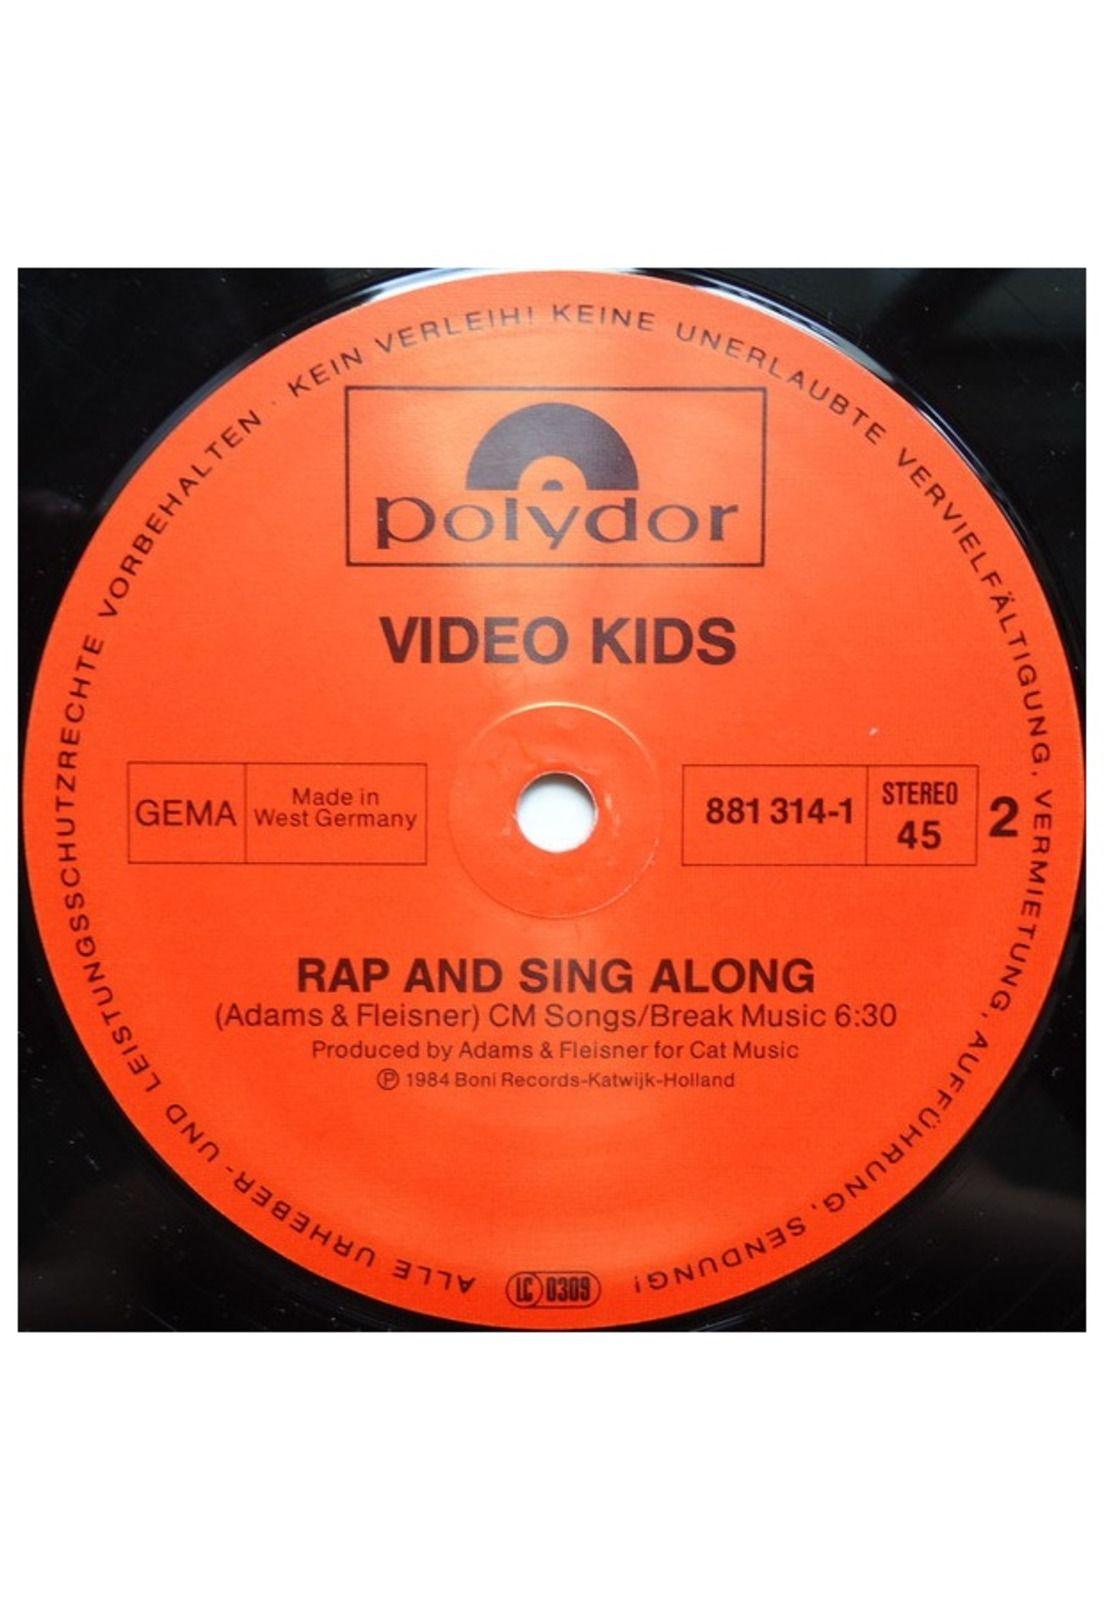 ALLE URHEBER- UND LEISTUNGSSCHUTZRECHTE VORBEHALTEN · KEIN VERLEIH! KEINE UNERLAUBTE VERVIELFÄLTIGUNG, VERMIETUNG, AUFFÜHRUNG, SENDUNG!
polydor
VIDEO KIDS
GEMA
Made in
West Germany
881 314-1
STEREO
45
2
RAP AND SING ALONG
(Adams & Fleisner) CM Songs/Break Music 6:30
Produced by Adams & Fleisner for Cat Music
℗ 1984 Boni Records-Katwijk-Holland
LC 0309